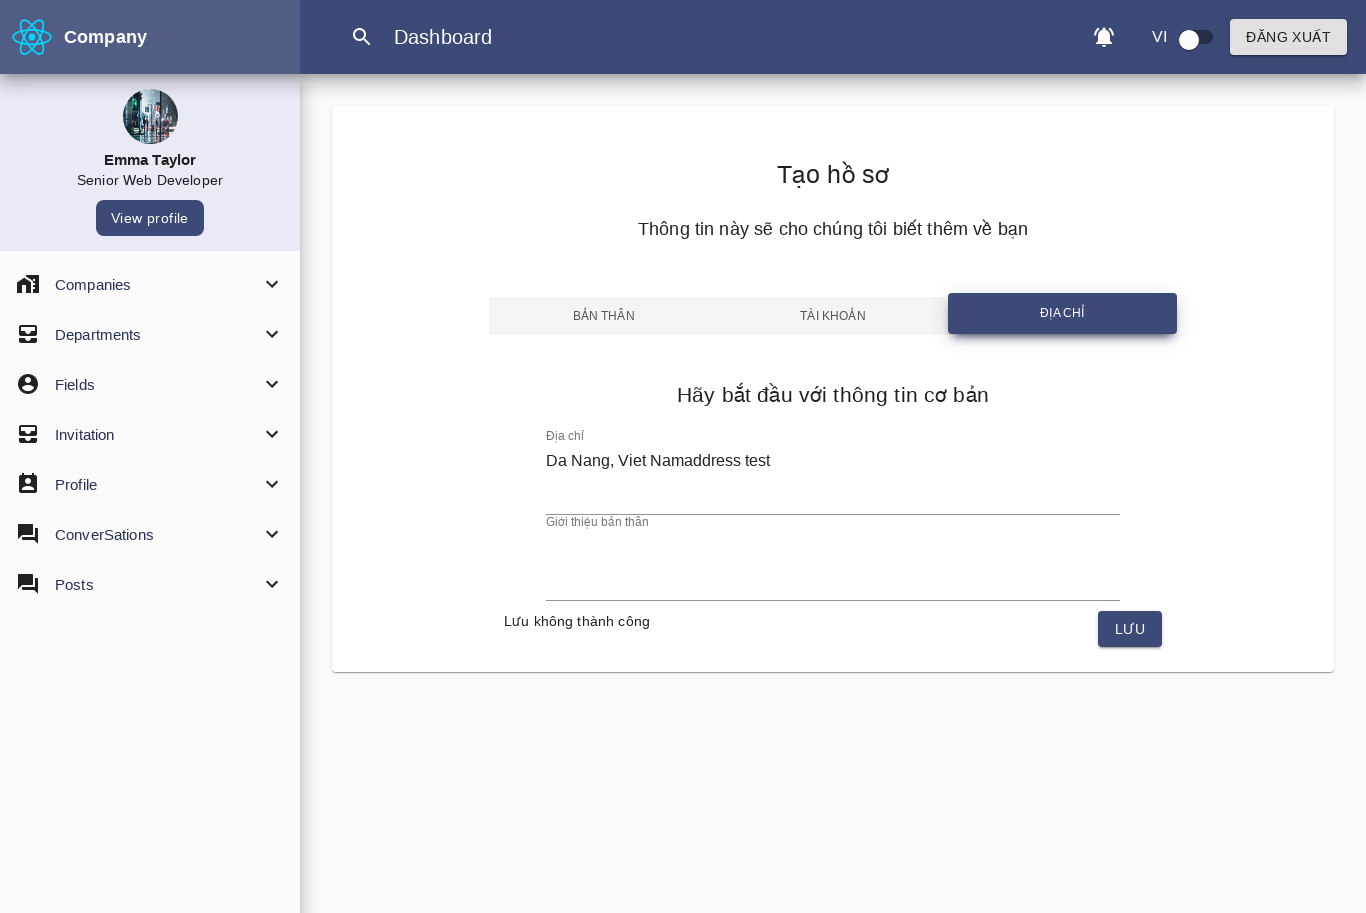 Company
Dashboard
VI
ĐĂNG XUẤT
Emma Taylor
Senior Web Developer
View profile
Companies
Departments
Fields
Invitation
Profile
ConverSations
Posts
Tạo hồ sơ
Thông tin này sẽ cho chúng tôi biết thêm về bạn
BẢN THÂN
TÀI KHOẢN
ĐỊA CHỈ
Hãy bắt đầu với thông tin cơ bản
Địa chỉ
Da Nang, Viet Namaddress test
Giới thiệu bản thân
Lưu không thành công
LƯU